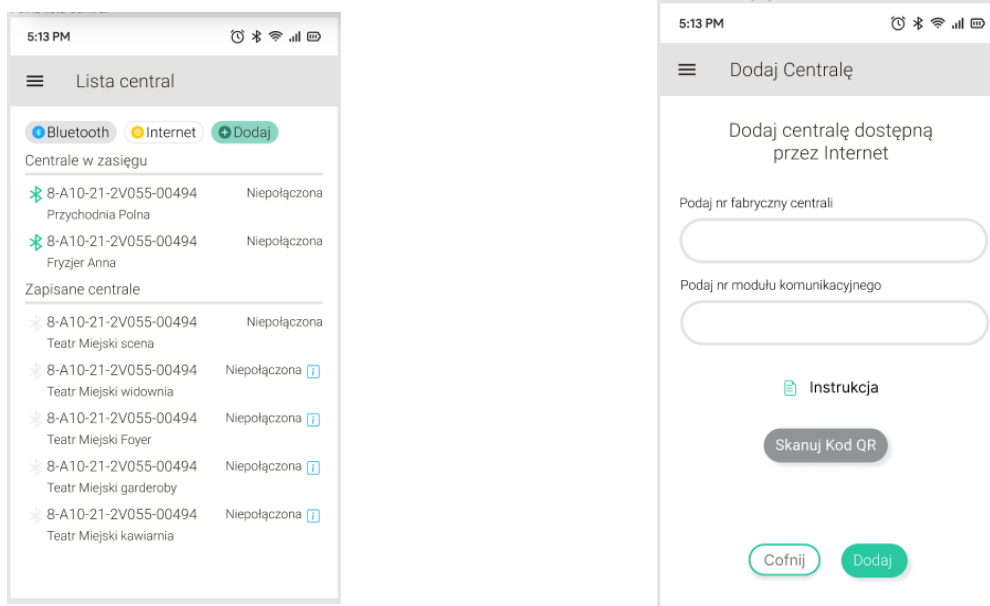 5:13 PM
Lista central
Bluetooth Internet Dodaj
Centrale w zasięgu
8-A10-21-2V055-00494 Niepołączona
Przychodnia Polna
8-A10-21-2V055-00494 Niepołączona
Fryzjer Anna
Zapisane centrale
8-A10-21-2V055-00494 Niepołączona
Teatr Miejski scena
8-A10-21-2V055-00494 Niepołączona i
Teatr Miejski widownia
8-A10-21-2V055-00494 Niepołączona i
Teatr Miejski Foyer
8-A10-21-2V055-00494 Niepołączona i
Teatr Miejski garderoby
8-A10-21-2V055-00494 Niepołączona i
Teatr Miejski kawiarnia
5:13 PM
Dodaj Centralę
Dodaj centralę dostępną
przez Internet
Podaj nr fabryczny centrali
Podaj nr modułu komunikacyjnego
Instrukcja
Skanuj Kod QR
Cofnij Dodaj